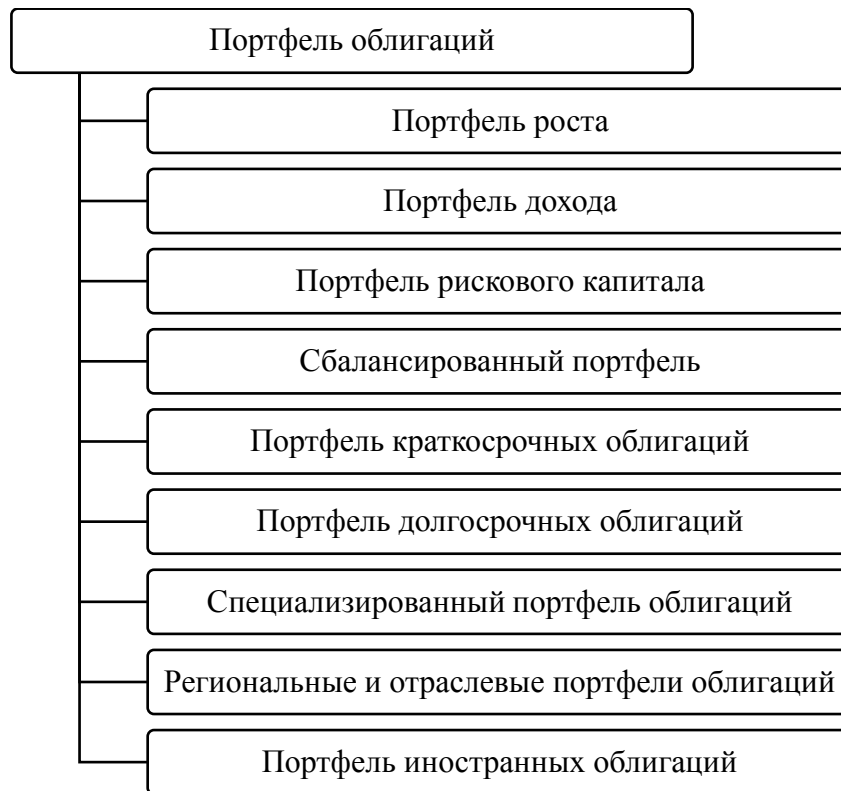 Портфель облигаций
Портфель роста
Портфель дохода
Портфель рискового капитала
Сбалансированный портфель
Портфель краткосрочных облигаций
Портфель долгосрочных облигаций
Специализированный портфель облигаций
Региональные и отраслевые портфели облигаций
Портфель иностранных облигаций